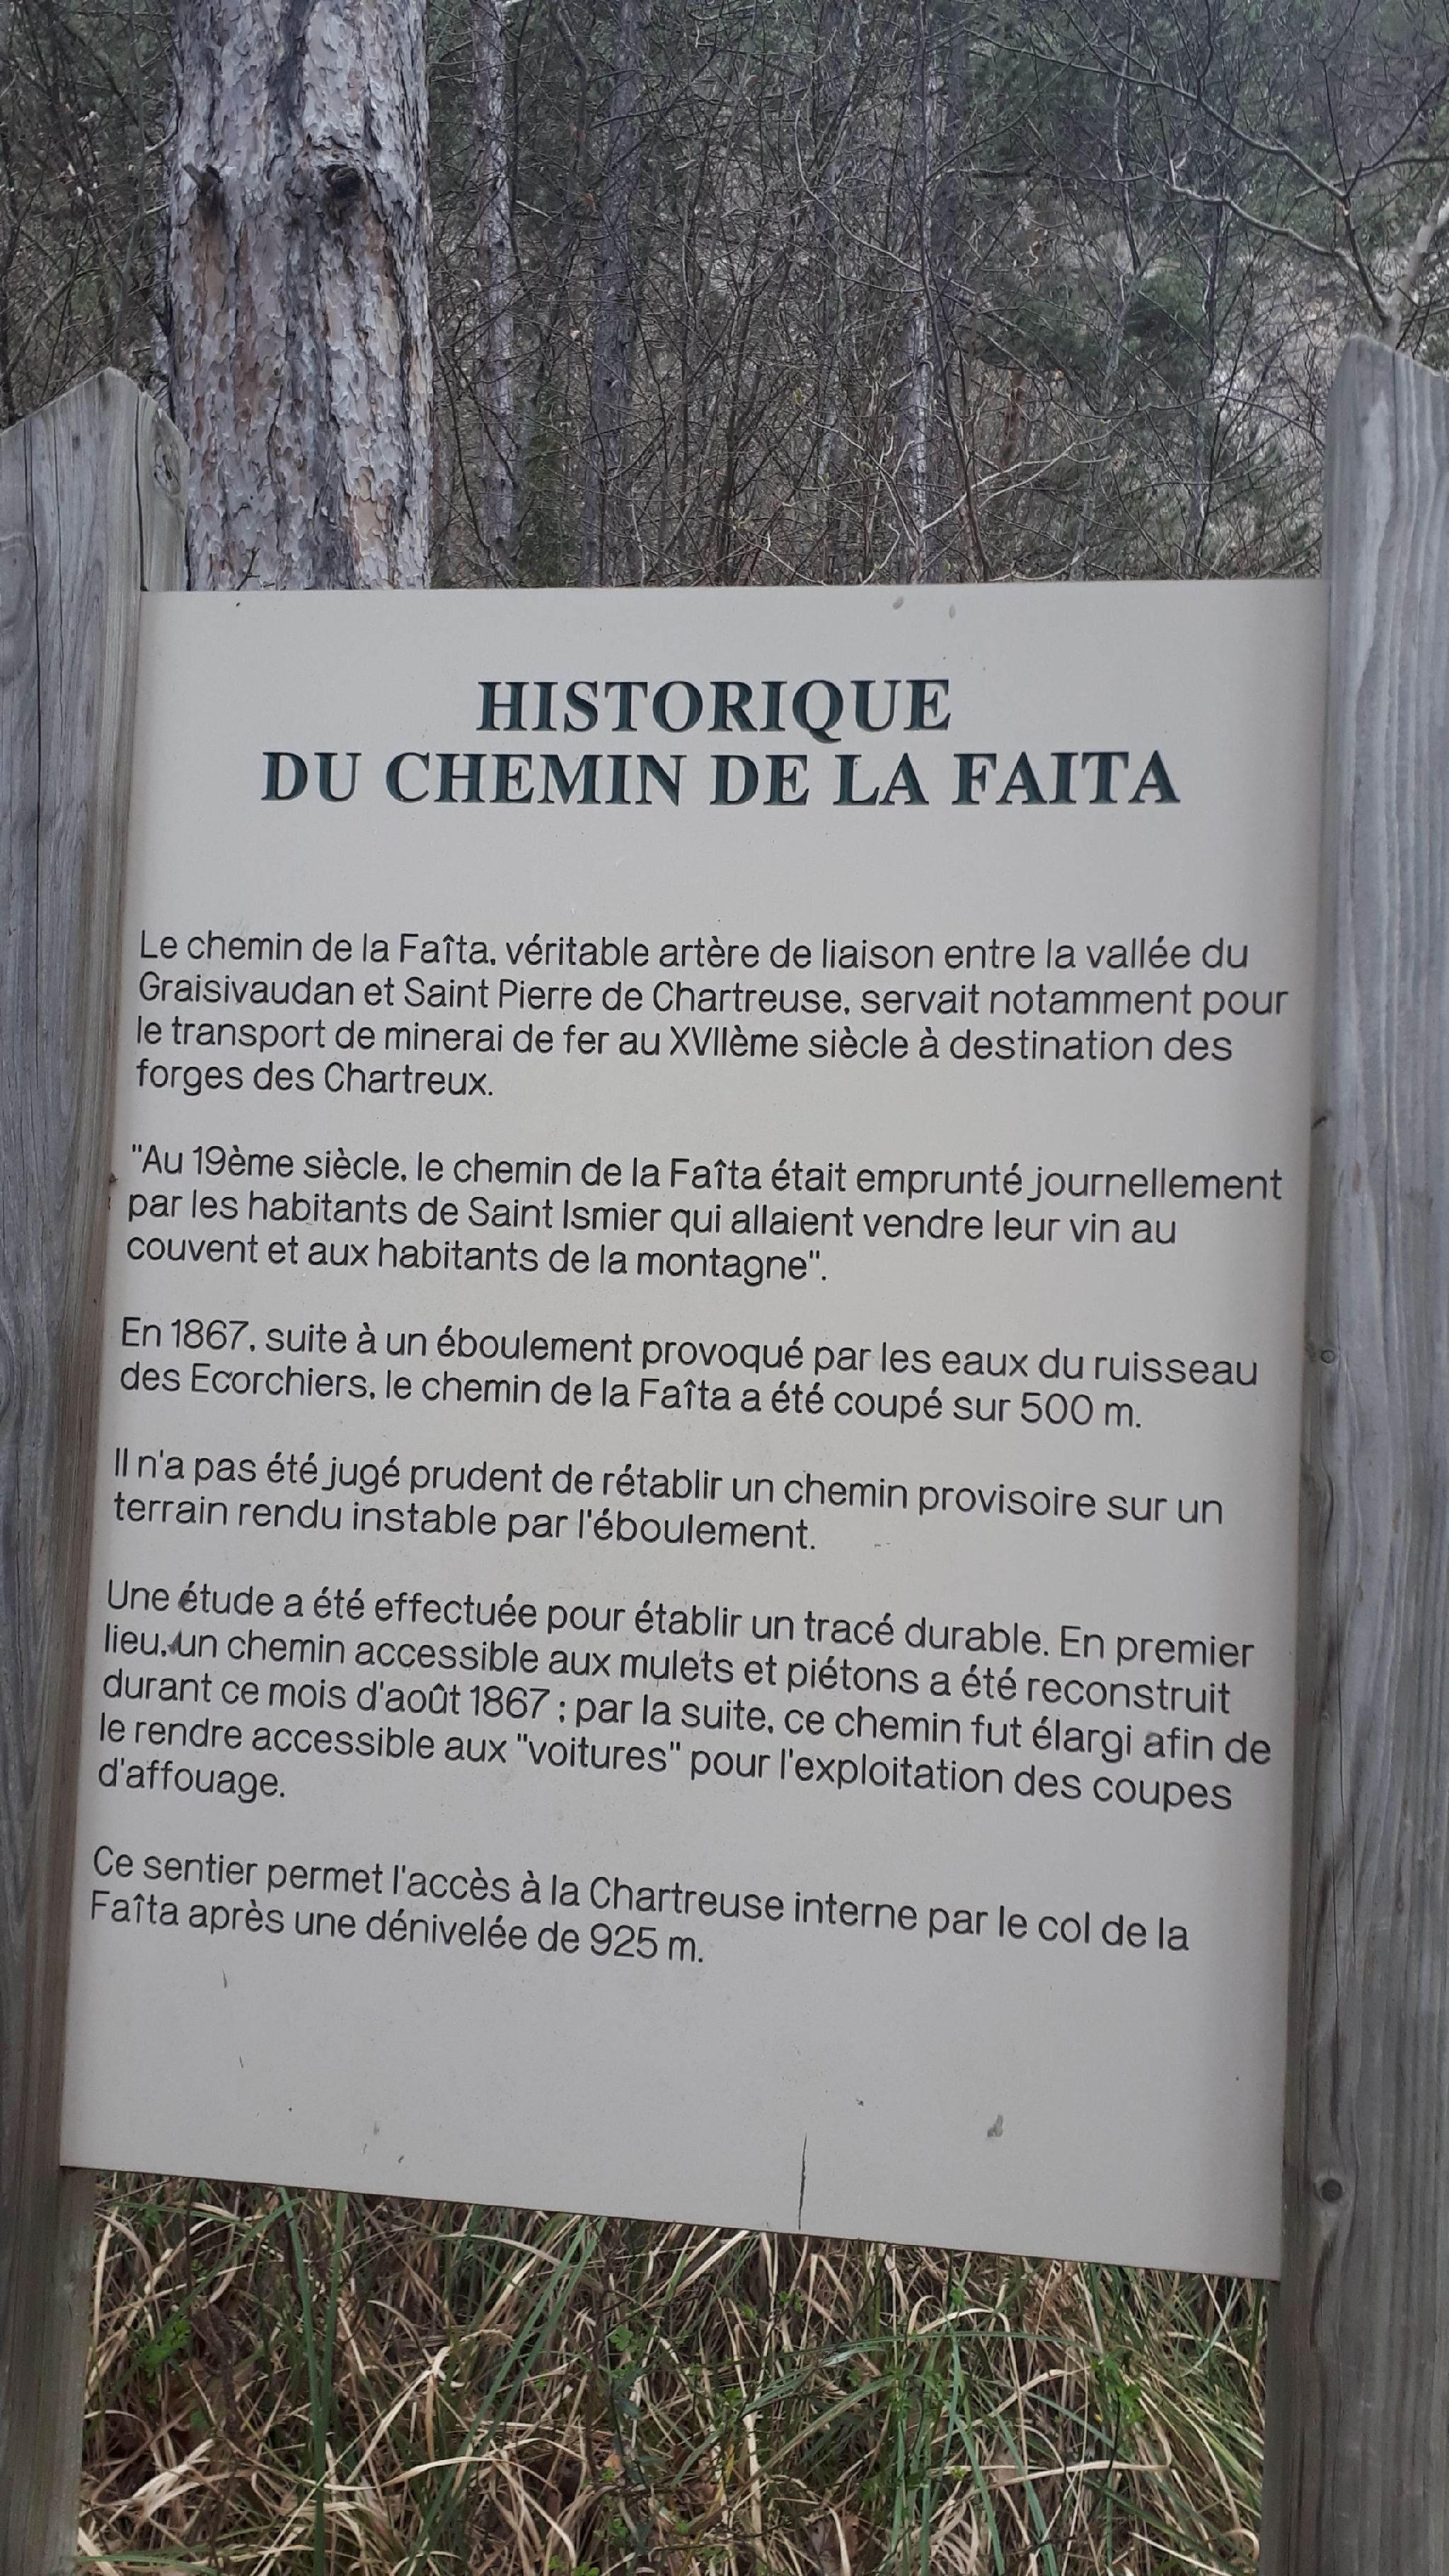 HISTORIQUE
DU CHEMIN DE LA FAITA
Le chemin de la Faîta, véritable artère de liaison entre la vallée du
Graisivaudan et Saint Pierre de Chartreuse, servait notamment pour
le transport de minerai de fer au XVIIème siècle à destination des
forges des Chartreux.
"Au 19ème siècle, le chemin de la Faîta était emprunté journellement
par les habitants de Saint Ismier qui allaient vendre leur vin au
couvent et aux habitants de la montagne".
En 1867, suite à un éboulement provoqué par les eaux du ruisseau
des Ecorchiers, le chemin de la Faîta a été coupé sur 500 m.
Il n'a pas été jugé prudent de rétablir un chemin provisoire sur un
terrain rendu instable par l'éboulement.
Une étude a été effectuée pour établir un tracé durable. En premier
lieu, un chemin accessible aux mulets et piétons a été reconstruit
durant ce mois d'août 1867 ; par la suite, ce chemin fut élargi afin de
le rendre accessible aux "voitures" pour l'exploitation des coupes
d'affouage.
Ce sentier permet l'accès à la Chartreuse interne par le col de la
Faîta après une dénivelée de 925 m.